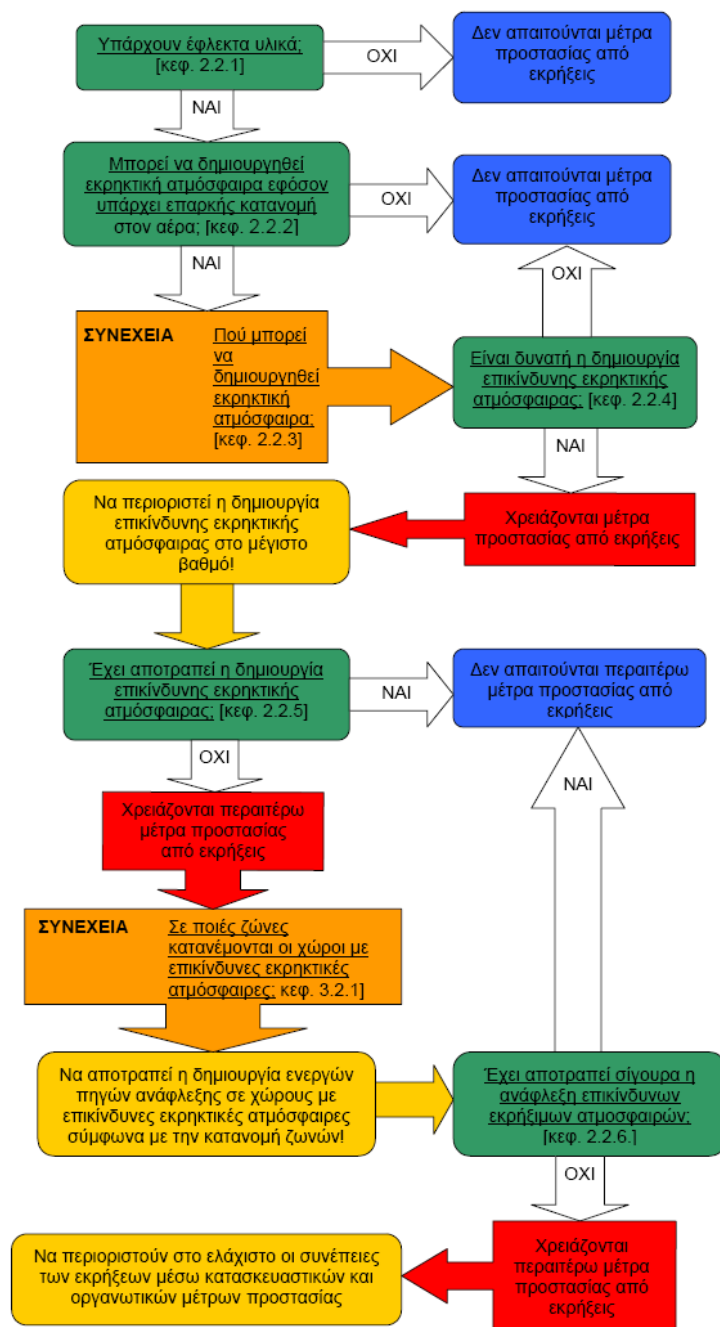 Υπάρχουν έφλεκτα υλικά;
[κεφ. 2.2.1]
ΟΧΙ
Δεν απαιτούνται μέτρα
προστασίας από
εκρήξεις
ΝΑΙ
Μπορεί να δημιουργηθεί
εκρηκτική ατμόσφαιρα εφόσον
υπάρχει επαρκής κατανομή
στον αέρα; [κεφ. 2.2.2]
ΟΧΙ
Δεν απαιτούνται μέτρα
προστασίας από
εκρήξεις
ΝΑΙ
ΟΧΙ
ΣΥΝΕΧΕΙΑ Πού μπορεί
να
δημιουργηθεί
εκρηκτική
ατμόσφαιρα;
[κεφ. 2.2.3]
Είναι δυνατή η δημιουργία
επικίνδυνης εκρηκτικής
ατμόσφαιρας; [κεφ. 2.2.4]
ΝΑΙ
Χρειάζονται μέτρα
προστασίας από εκρήξεις
Να περιοριστεί η δημιουργία
επικίνδυνης εκρηκτικής
ατμόσφαιρας στο μέγιστο
βαθμό!
Έχει αποτραπεί η δημιουργία
επικίνδυνης εκρηκτικής
ατμόσφαιρας; [κεφ. 2.2.5]
ΝΑΙ
Δεν απαιτούνται περαιτέρω
μέτρα προστασίας από
εκρήξεις
ΟΧΙ
Χρειάζονται περαιτέρω
μέτρα προστασίας
από εκρήξεις
ΝΑΙ
ΣΥΝΕΧΕΙΑ Σε ποιές ζώνες
κατανέμονται οι χώροι με
επικίνδυνες εκρηκτικές
ατμόσφαιρες; κεφ. 3.2.1]
Να αποτραπεί η δημιουργία ενεργών
πηγών ανάφλεξης σε χώρους με
επικίνδυνες εκρηκτικές ατμόσφαιρες
σύμφωνα με την κατανομή ζωνών!
Έχει αποτραπεί σίγουρα η
ανάφλεξη επικίνδυνων
εκρήξιμων ατμοσφαιρών;
[κεφ. 2.2.6.]
ΟΧΙ
Χρειάζονται
περαιτέρω μέτρα
προστασίας από
εκρήξεις
Να περιοριστούν στο ελάχιστο οι συνέπειες
των εκρήξεων μέσω κατασκευαστικών και
οργανωτικών μέτρων προστασίας